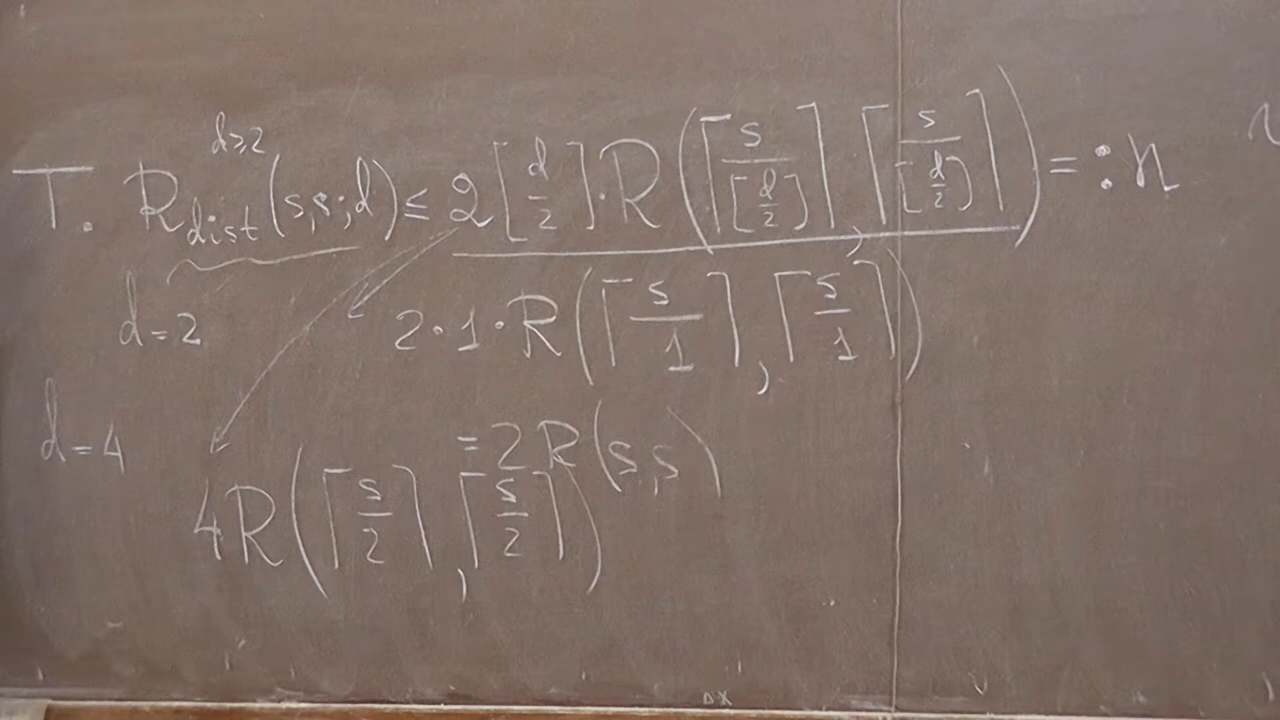 d⩾2
T. R_dist(s,s;d) ≤ 2[d/2]·R(⌈s/[d/2]⌉, ⌈s/[d/2]⌉) =: n
d=2 2·1·R(⌈s/1⌉, ⌈s/1⌉)
d=4 =2R(s,s)
4R(⌈s/2⌉, ⌈s/2⌉)